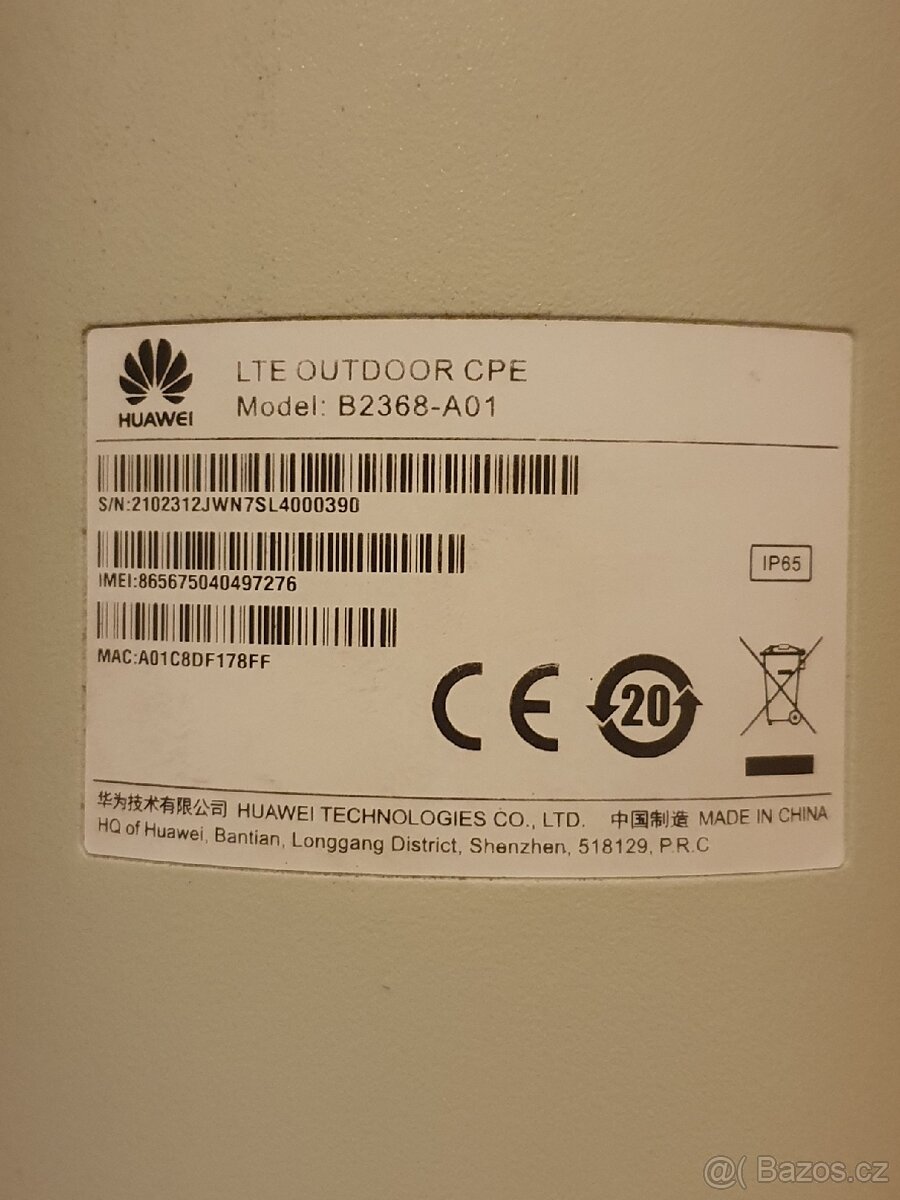 HUAWEI
LTE OUTDOOR CPE
Model: B2368-A01
S/N:2102312JWN7SL4000390
IMEI:865675040497276
IP65
MAC:A01C8DF178FF
CE
20
华为技术有限公司 HUAWEI TECHNOLOGIES CO., LTD. 中国制造 MADE IN CHINA
HQ of Huawei, Bantian, Longgang District, Shenzhen, 518129, P.R.C
@( Bazos.cz